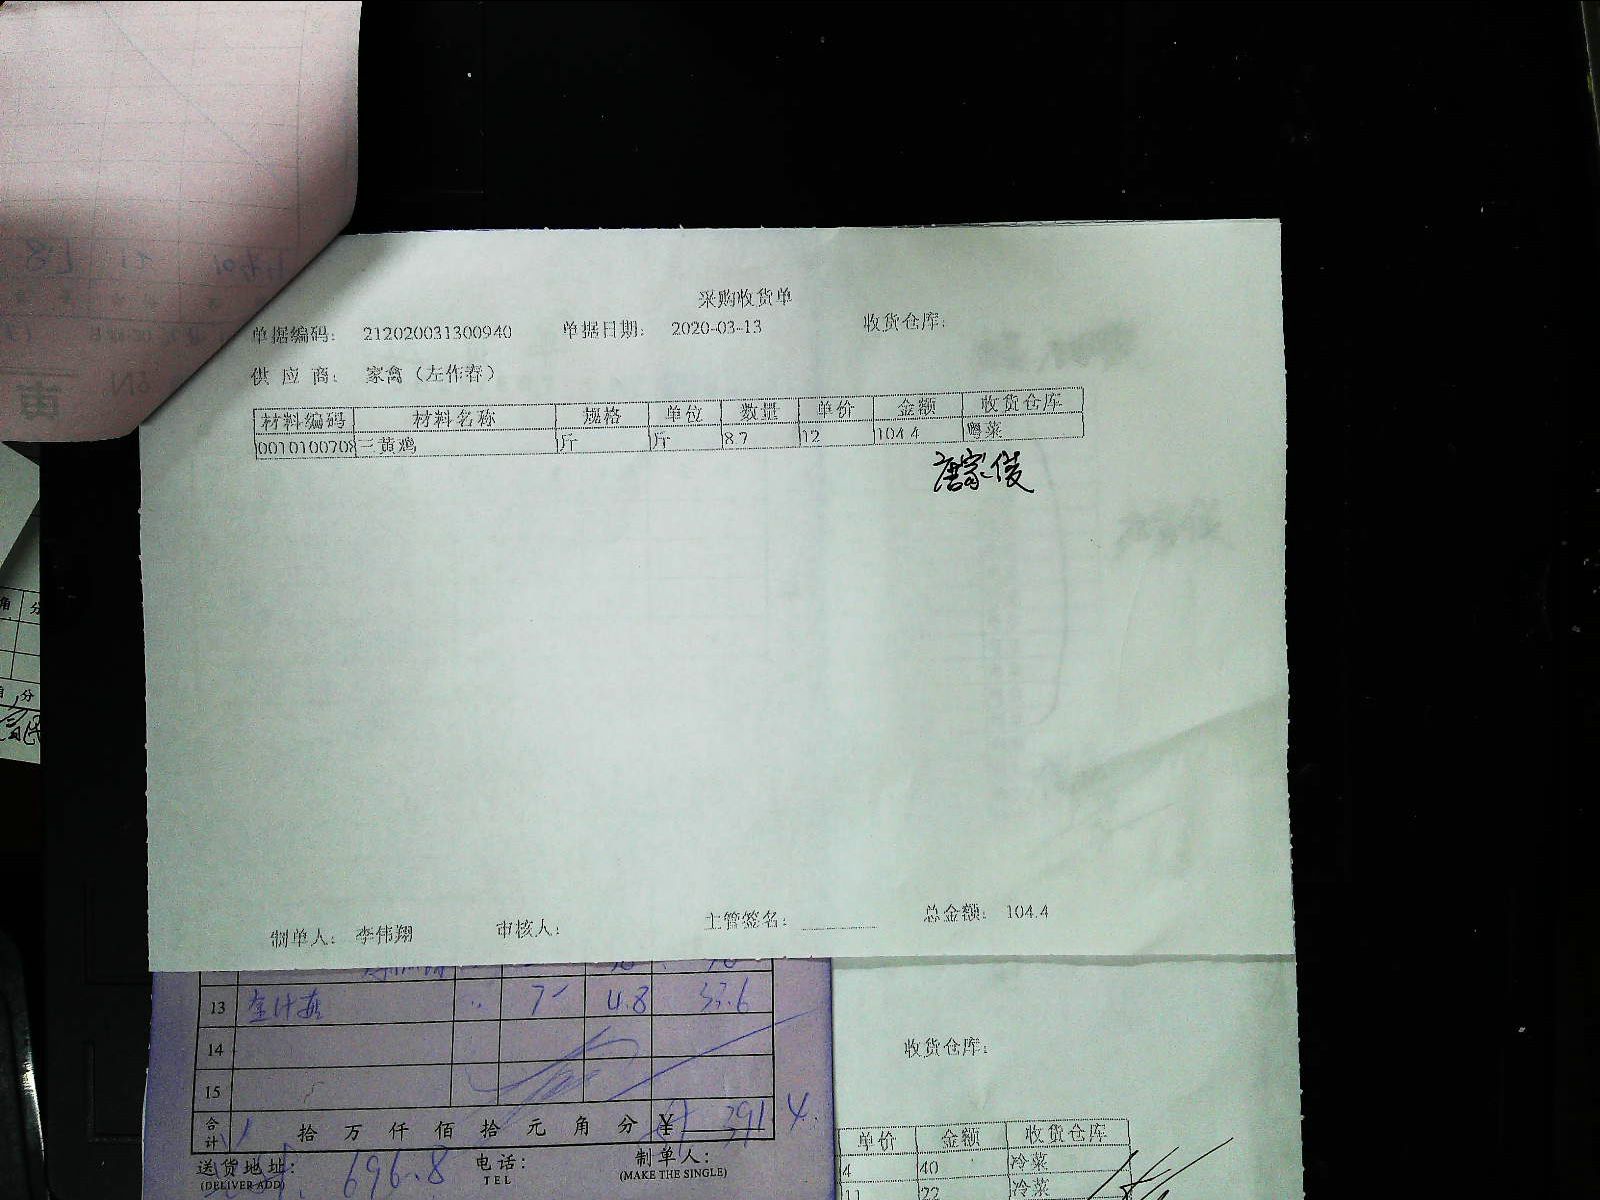 采购收货单
单据编码: 212020031300940 单据日期: 2020-03-13 收货仓库:
供 应 商: 家禽（左作春）
材料编码 材料名称 规格 单位 数量 单价 金额 收货仓库
0010100708 三黄鸡 斤 斤 8.7 12 104.4 粤菜
唐家俊
制单人: 李伟翔 审核人: 主管签名: 总金额: 104.4
13 7 4.8 33.6
14
15
合计 拾 万 仟 佰 拾 元 角 分 ¥ 391.4
送货地址: 696.8 电话: 制单人:
(DELIVER ADD) TEL (MAKE THE SINGLE)
收货仓库:
单价 金额 收货仓库
4 40 冷菜
11 22 冷菜
角 分
分